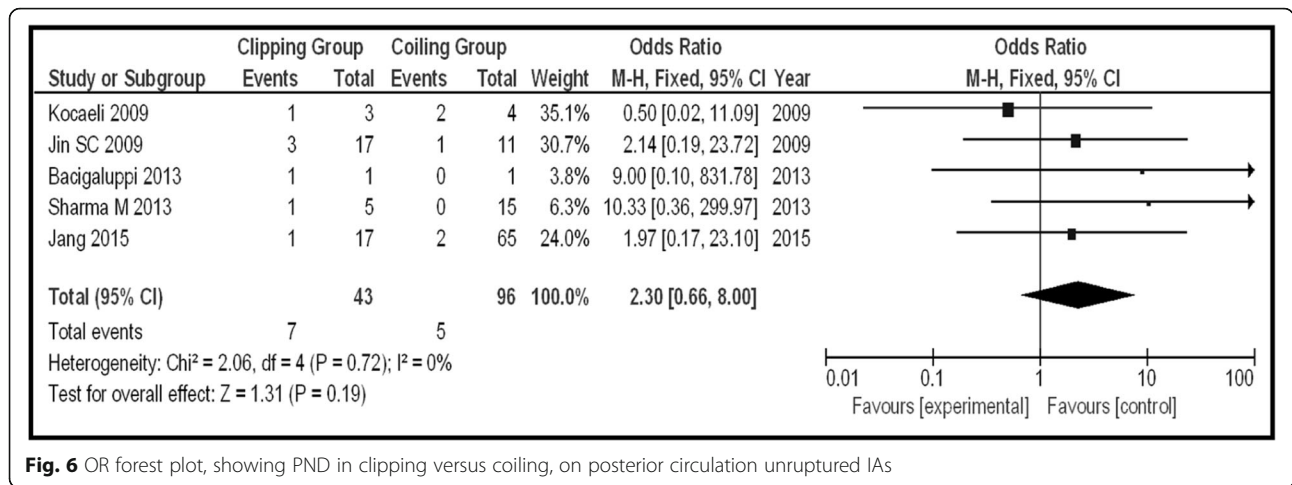 Clipping Group Coiling Group Odds Ratio Odds Ratio
Study or Subgroup Events Total Events Total Weight M-H, Fixed, 95% CI Year M-H, Fixed, 95% CI
Kocaeli 2009 1 3 2 4 35.1% 0.50 [0.02, 11.09] 2009
Jin SC 2009 3 17 1 11 30.7% 2.14 [0.19, 23.72] 2009
Bacigaluppi 2013 1 1 0 1 3.8% 9.00 [0.10, 831.78] 2013
Sharma M 2013 1 5 0 15 6.3% 10.33 [0.36, 299.97] 2013
Jang 2015 1 17 2 65 24.0% 1.97 [0.17, 23.10] 2015
Total (95% CI) 43 96 100.0% 2.30 [0.66, 8.00]
Total events 7 5
Heterogeneity: Chi² = 2.06, df = 4 (P = 0.72); I² = 0%
Test for overall effect: Z = 1.31 (P = 0.19)
0.01 0.1 1 10 100
Favours [experimental] Favours [control]
Fig. 6 OR forest plot, showing PND in clipping versus coiling, on posterior circulation unruptured IAs